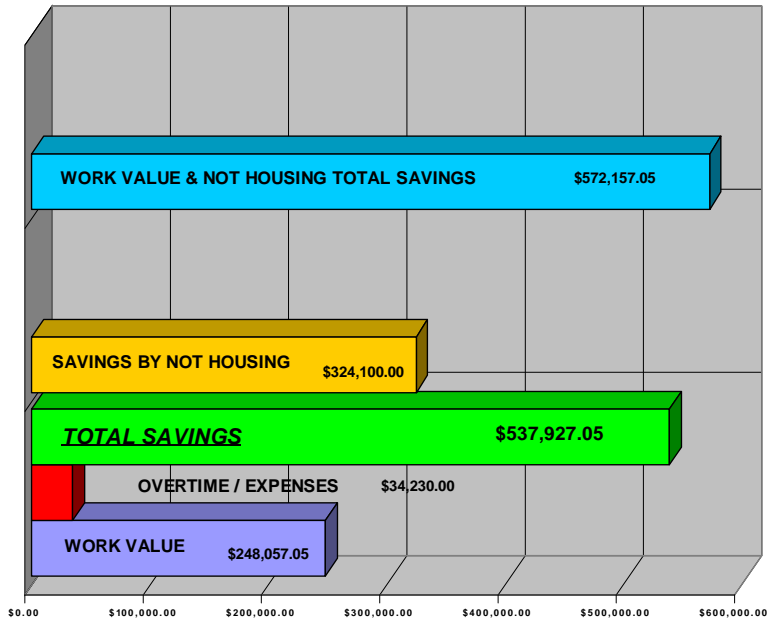 WORK VALUE & NOT HOUSING TOTAL SAVINGS $572,157.05
SAVINGS BY NOT HOUSING $324,100.00
TOTAL SAVINGS $537,927.05
OVERTIME / EXPENSES $34,230.00
WORK VALUE $248,057.05
$0.00 $100,000.00 $200,000.00 $300,000.00 $400,000.00 $500,000.00 $600,000.00